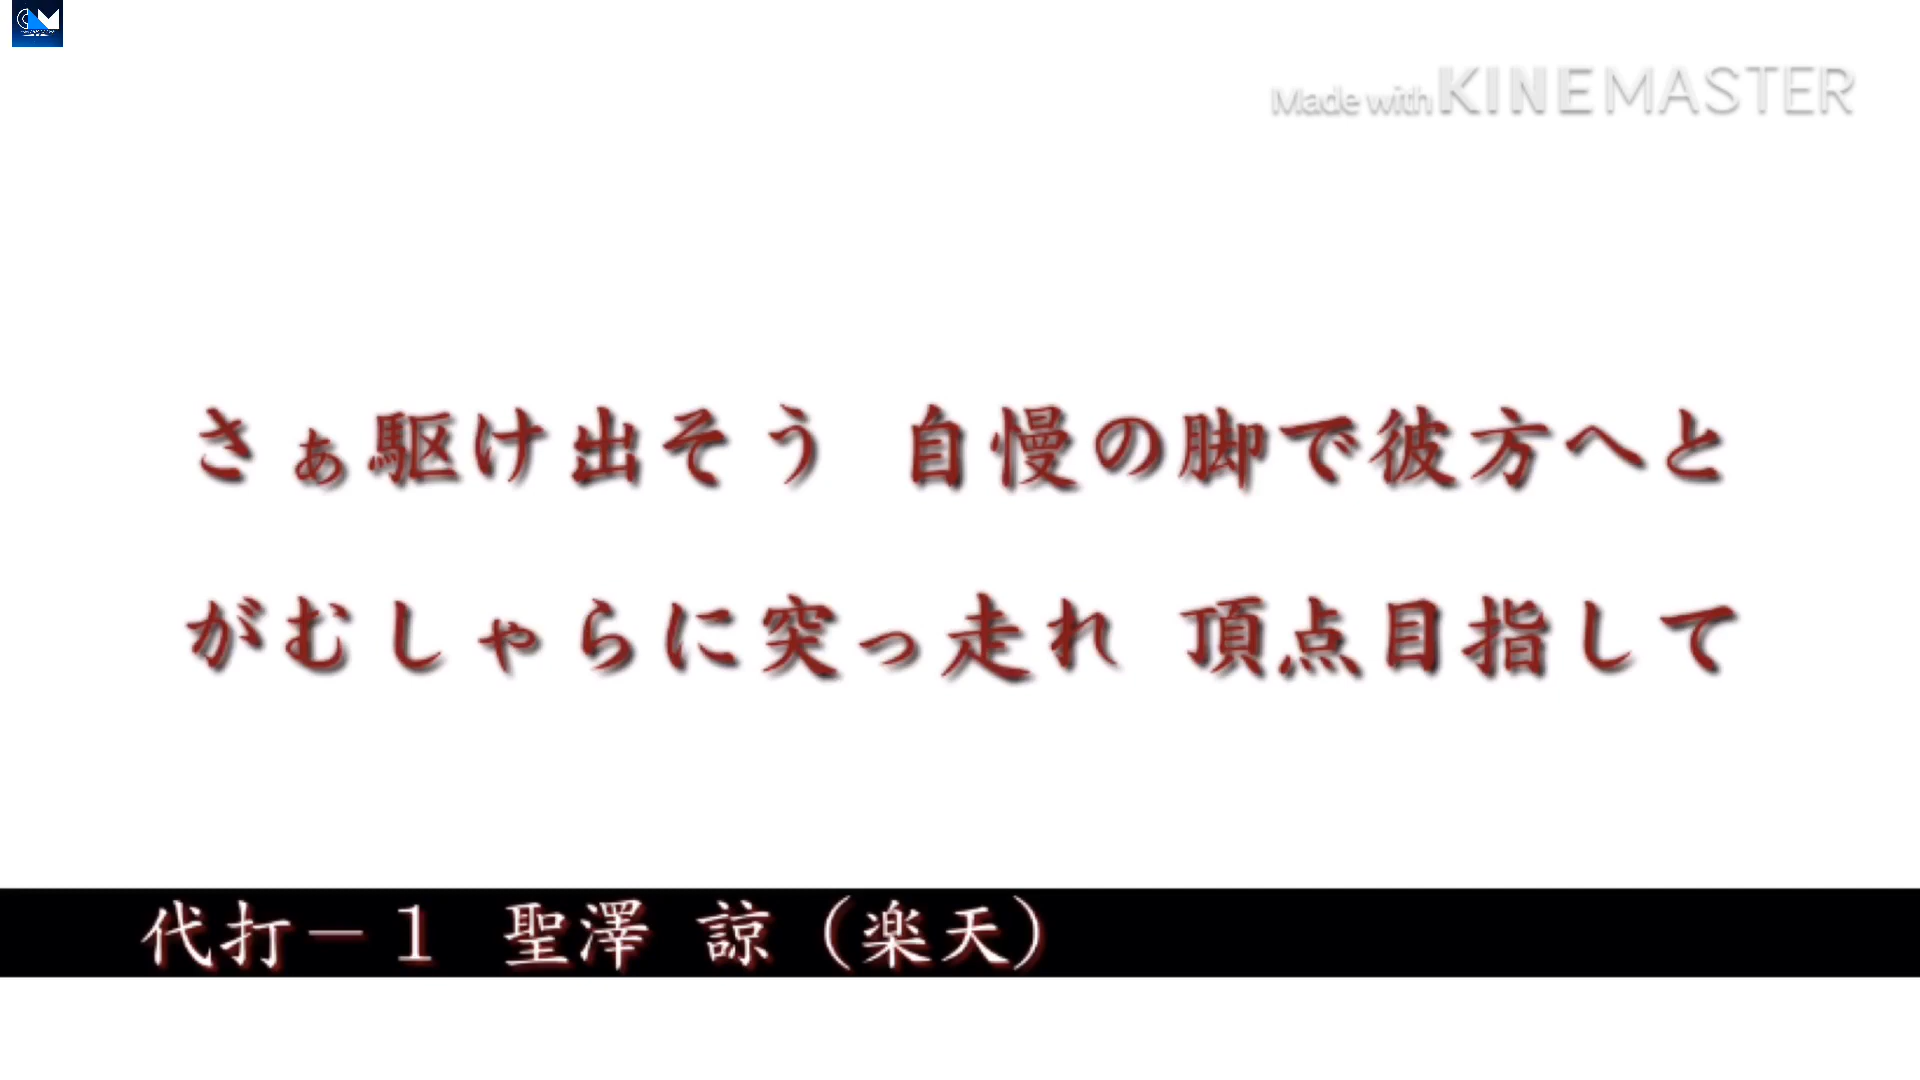 Made with KINEMASTER
さぁ駆け出そう 自慢の脚で彼方へと
がむしゃらに突っ走れ 頂点目指して
代打－１ 聖澤 諒（楽天）